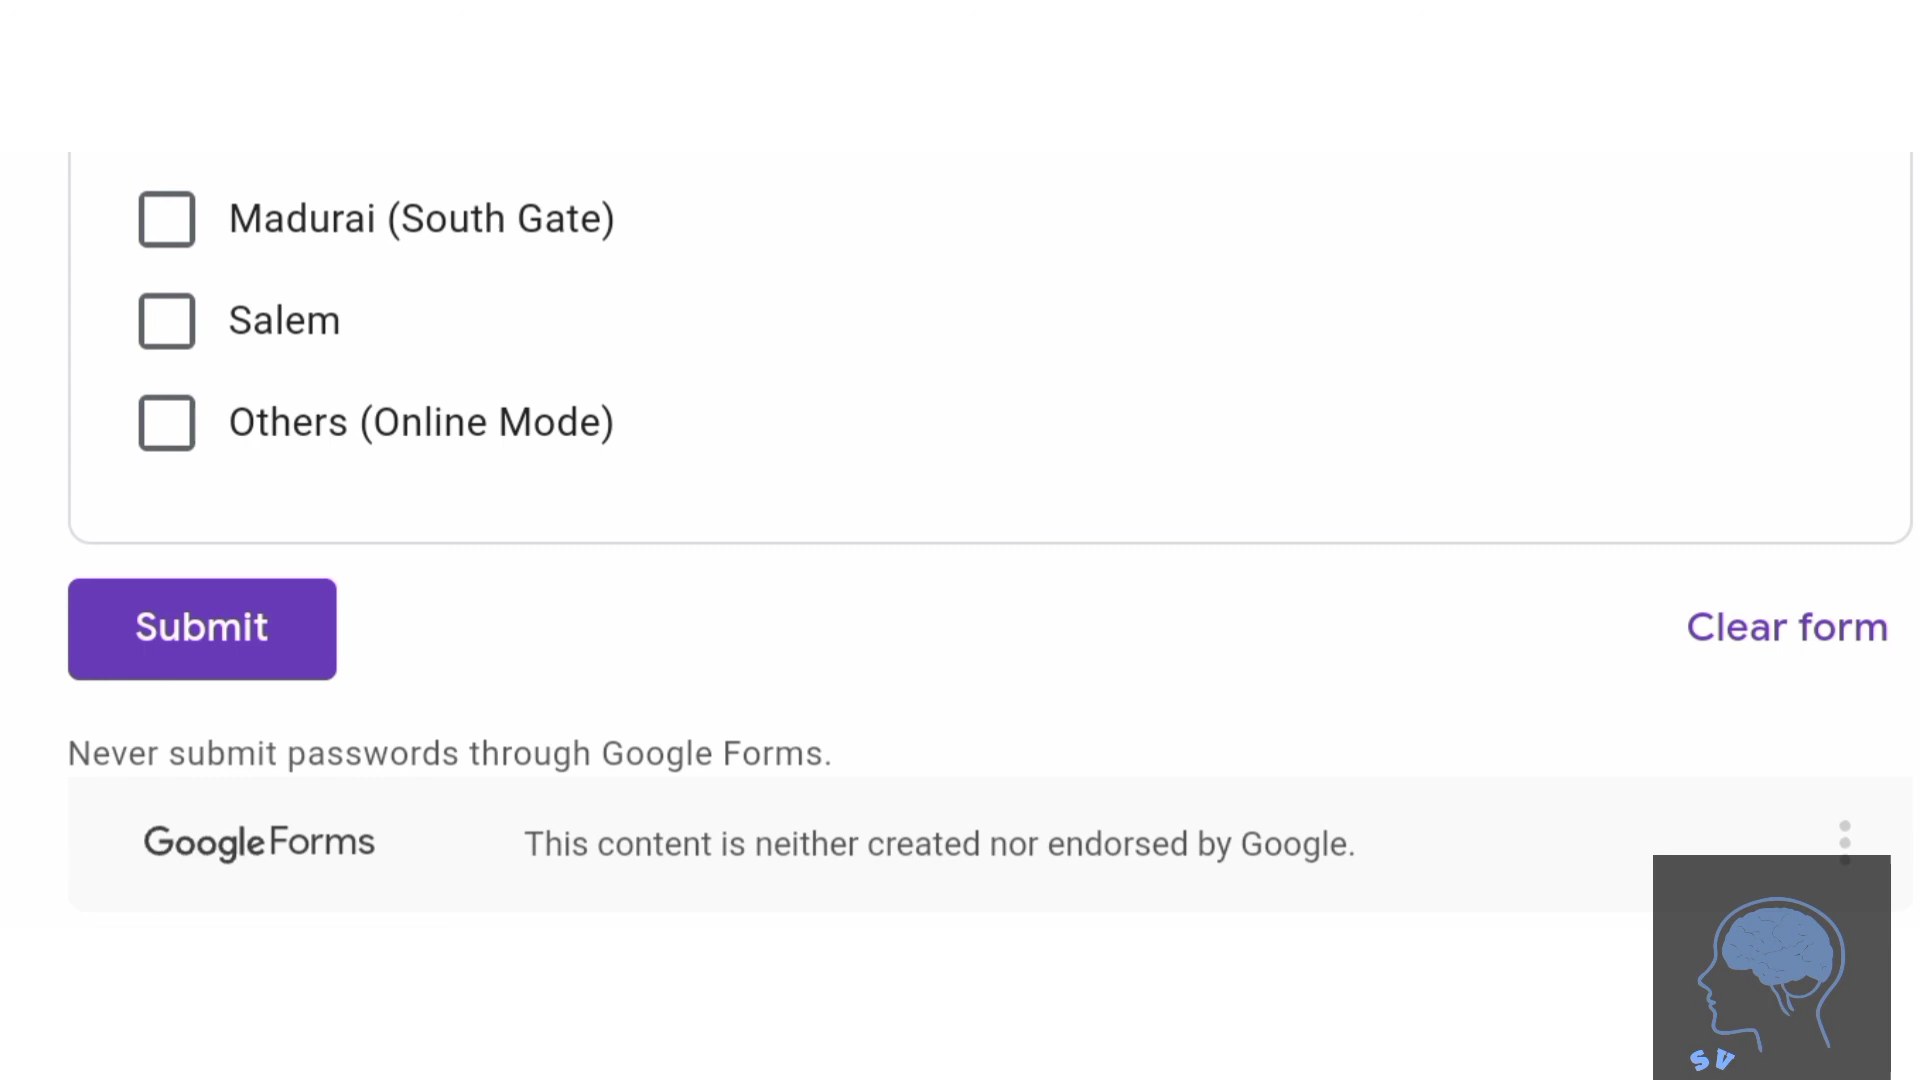 Madurai (South Gate)
Salem
Others (Online Mode)
Submit
Clear form
Never submit passwords through Google Forms.
Google Forms
This content is neither created nor endorsed by Google.
S V